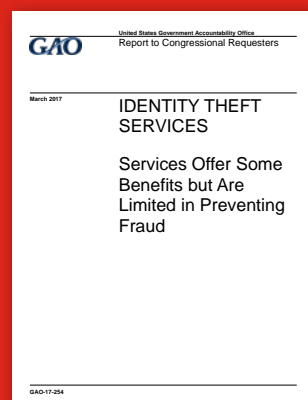 United States Government Accountability Office
GAO
Report to Congressional Requesters
March 2017
IDENTITY THEFT
SERVICES
Services Offer Some
Benefits but Are
Limited in Preventing
Fraud
GAO-17-254